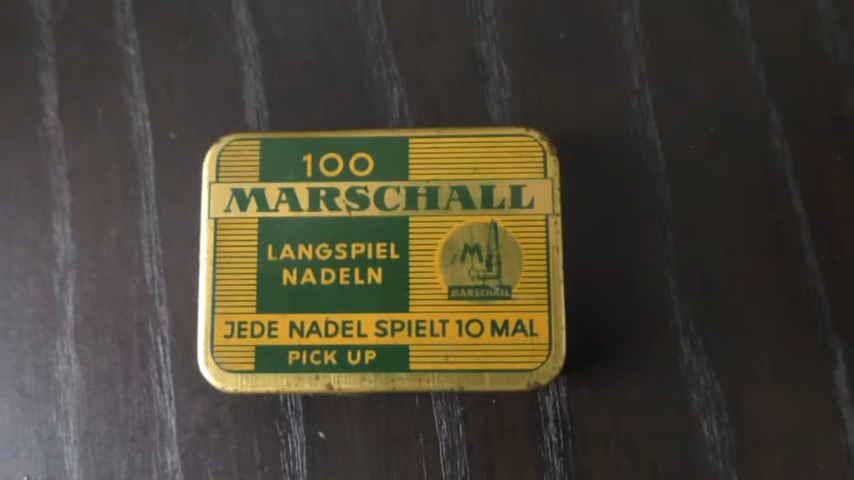 100
MARSCHALL
LANGSPIEL
NADELN
M
MARSCHALL
JEDE NADEL SPIELT 10 MAL
PICK UP